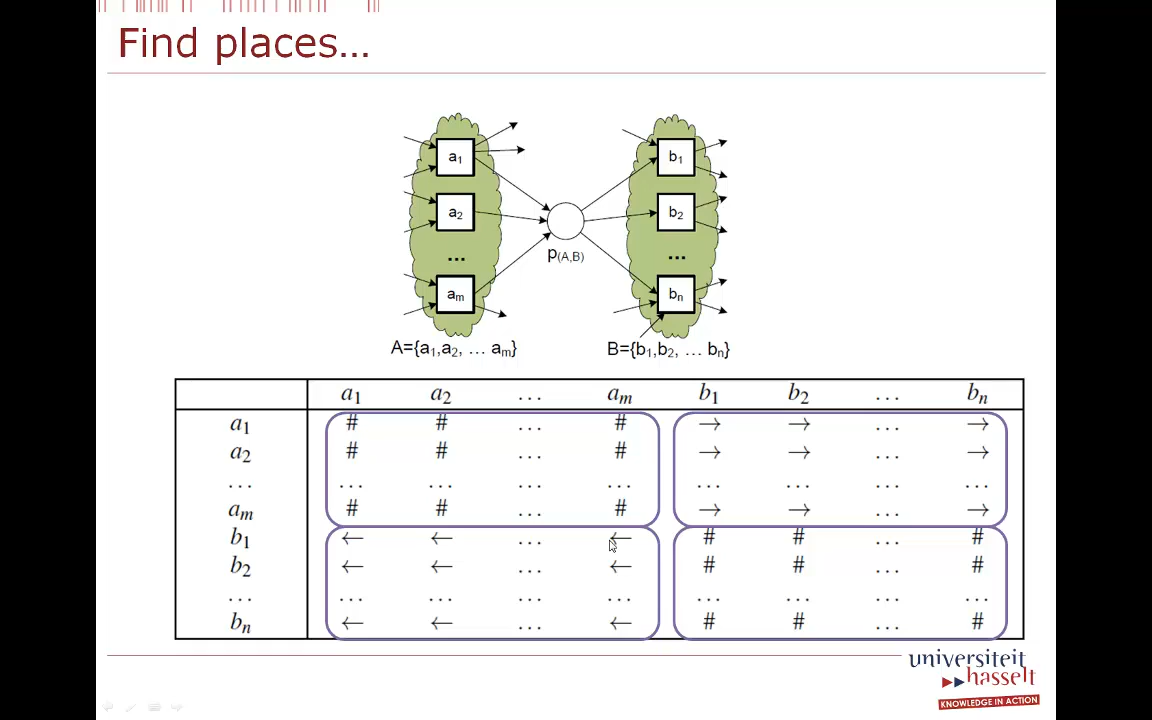 Find places...
a1 b1
a2 b2
... ...
p(A,B)
am bn
A={a1,a2, ... am} B={b1,b2, ... bn}
a1 a2 ... am b1 b2 ... bn
a1 # # ... # → → ... →
a2 # # ... # → → ... →
... ... ... ... ... ... ... ... ...
am # # ... # → → ... →
b1 ← ← ... ← # # ... #
b2 ← ← ... ← # # ... #
... ... ... ... ... ... ... ... ...
bn ← ← ... ← # # ... #
universiteit
hasselt
KNOWLEDGE IN ACTION